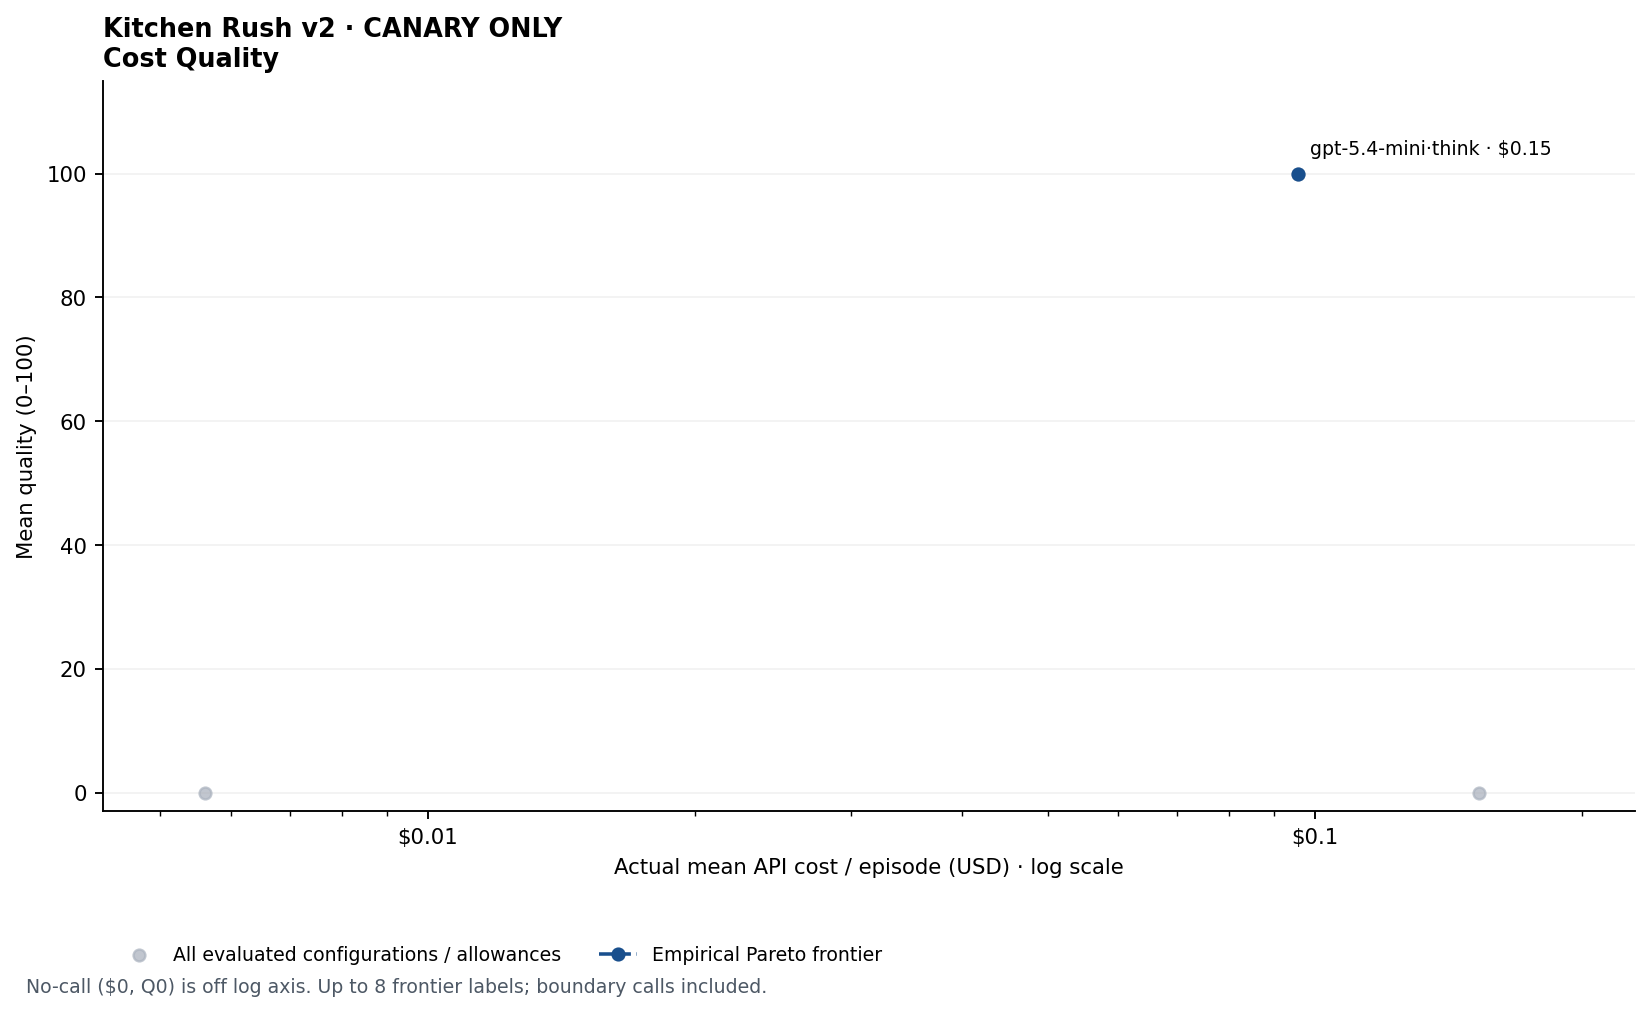 Kitchen Rush v2 · CANARY ONLY
Cost Quality
gpt-5.4-mini·think · $0.15
100
80
60
40
20
0
Mean quality (0–100)
$0.01
$0.1
Actual mean API cost / episode (USD) · log scale
All evaluated configurations / allowances
Empirical Pareto frontier
No-call ($0, Q0) is off log axis. Up to 8 frontier labels; boundary calls included.